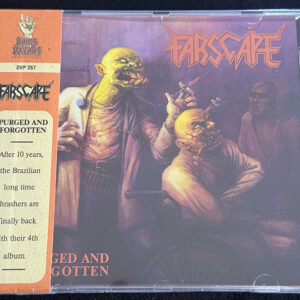 DVP 267
FARSCAPE
PURGED AND
FORGOTTEN
After 10 years,
the Brazilian
long time
thrashers are
finally back
with their 4th
album.
FARSCAPE
GED AND
GOTTEN